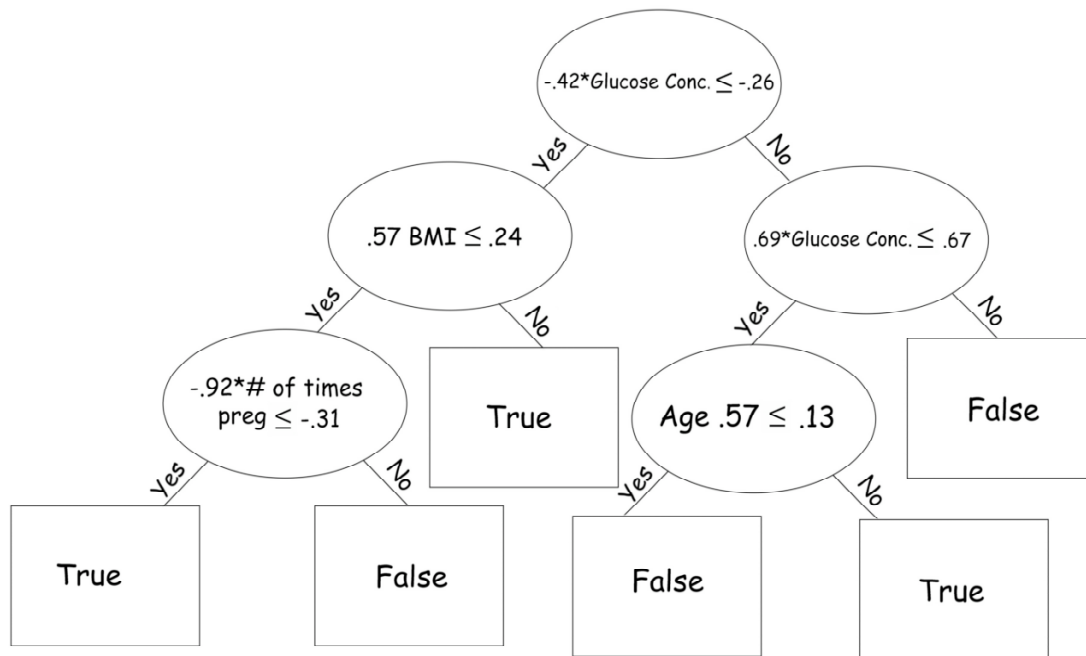 -.42*Glucose Conc. ≤ -.26
Yes
No
.57 BMI ≤ .24
.69*Glucose Conc. ≤ .67
Yes
No
Yes
No
-.92*# of times
preg ≤ -.31
True
Age .57 ≤ .13
False
Yes
No
Yes
No
True
False
False
True